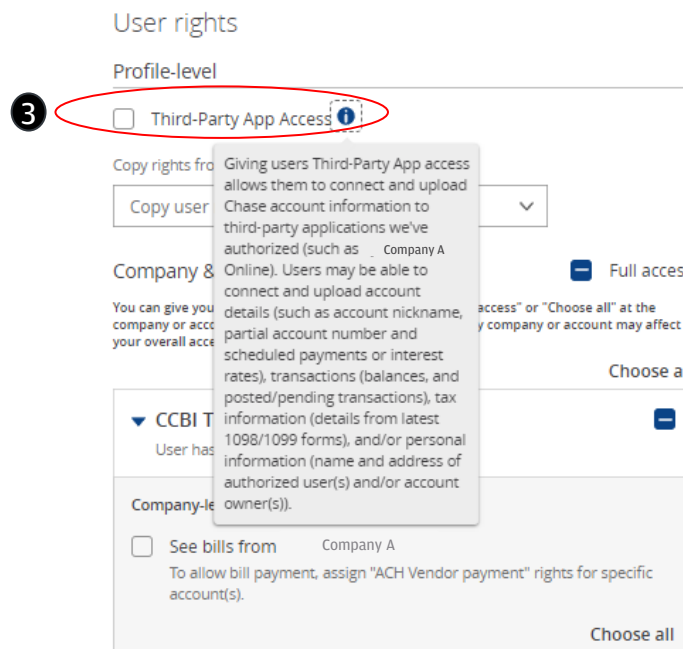 User rights
Profile-level
3
Third-Party App Access
Copy rights fro
Copy user
Giving users Third-Party App access
allows them to connect and upload
Chase account information to
third-party applications we've
authorized (such as Company A
Online). Users may be able to
connect and upload account
details (such as account nickname,
partial account number and
scheduled payments or interest
rates), transactions (balances, and
posted/pending transactions), tax
information (details from latest
1098/1099 forms), and/or personal
information (name and address of
authorized user(s) and/or account
owner(s)).
Company &
Full acces
You can give you access" or "Choose all" at the
company or acco y company or account may affect
your overall acce
Choose a
CCBI T
User has
Company-le
See bills from Company A
To allow bill payment, assign "ACH Vendor payment" rights for specific
account(s).
Choose all